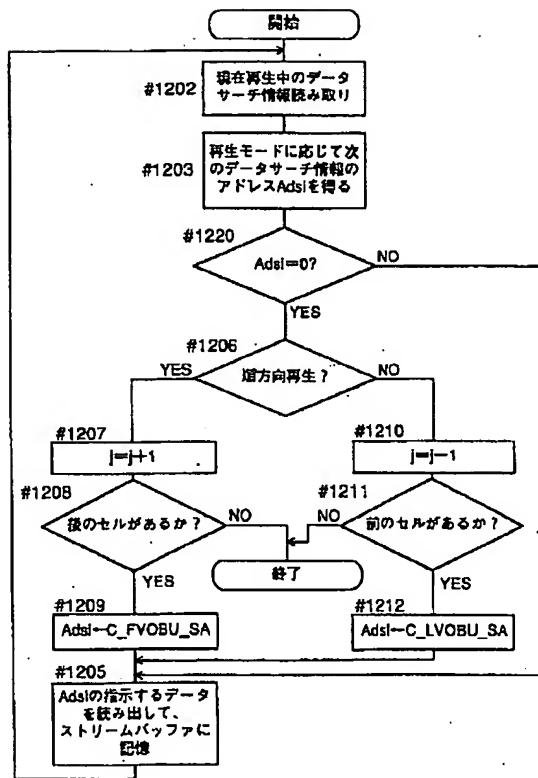 開始
#1202
現在再生中のデータ
サーチ情報読み取り
#1203
再生モードに応じて次
のデータサーチ情報の
アドレスAdsiを得る
#1220
Adsi=0?
NO
YES
#1206
順方向再生?
YES
NO
#1207
j=j+1
#1210
j=j-1
#1208
後のセルがあるか?
NO
YES
#1211
前のセルがあるか?
NO
YES
終了
#1209
Adsi←C_FVOBU_SA
#1212
Adsi←C_LVOBU_SA
#1205
Adsiの指示するデータ
を読み出して、
ストリームバッファに
記憶